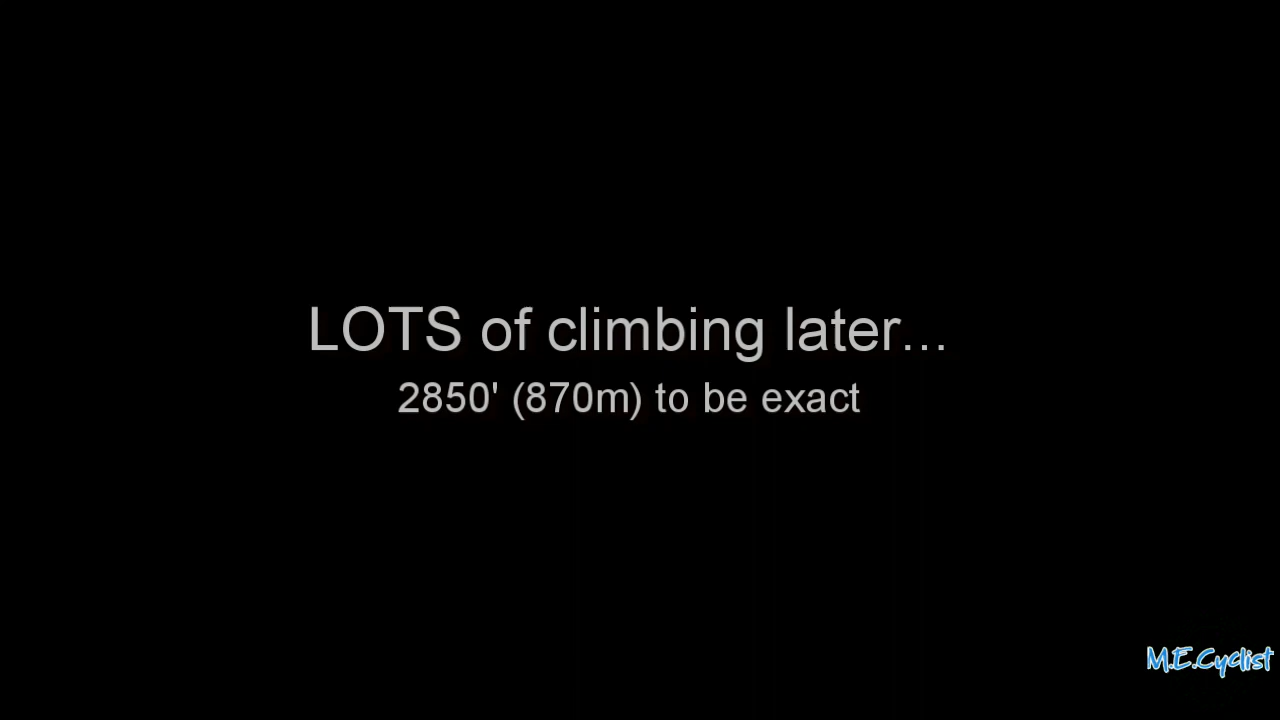 LOTS of climbing later...
2850' (870m) to be exact
M.E.Cyclist